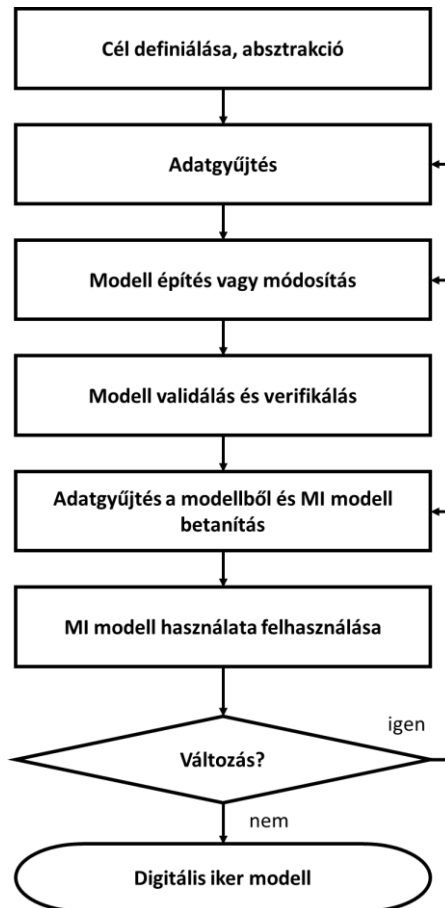 Cél definiálása, absztrakció
Adatgyűjtés
Modell építés vagy módosítás
Modell validálás és verifikálás
Adatgyűjtés a modellből és MI modell
betanítás
MI modell használata felhasználása
igen
Változás?
nem
Digitális iker modell